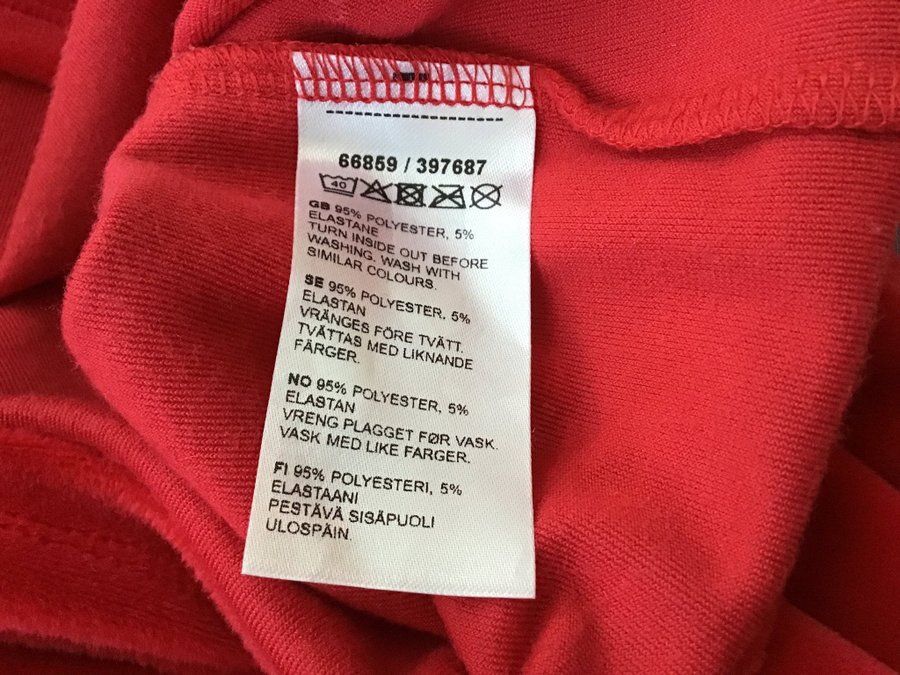 66859 / 397687
40
GB 95% POLYESTER, 5%
ELASTANE
TURN INSIDE OUT BEFORE
WASHING. WASH WITH
SIMILAR COLOURS.
SE 95% POLYESTER, 5%
ELASTAN
VRÄNGES FÖRE TVÄTT.
TVÄTTAS MED LIKNANDE
FÄRGER.
NO 95% POLYESTER, 5%
ELASTAN
VRENG PLAGGET FØR VASK.
VASK MED LIKE FARGER.
FI 95% POLYESTERI, 5%
ELASTAANI
PESTÄVÄ SISÄPUOLI
ULOSPÄIN.